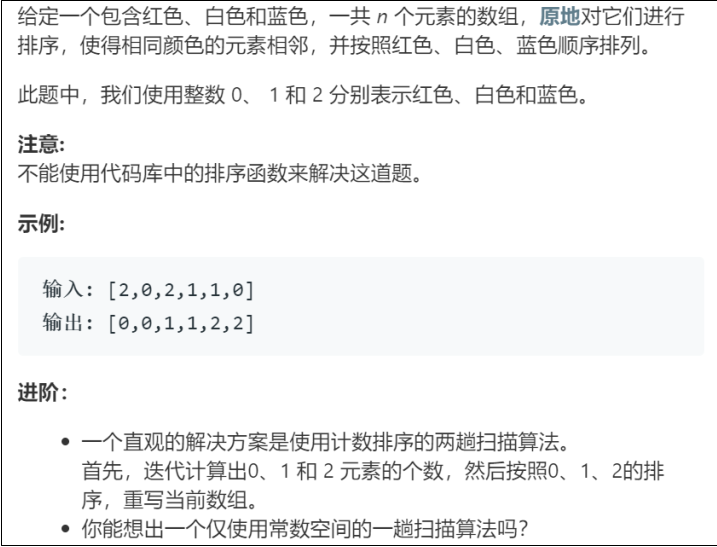 给定一个包含红色、白色和蓝色，一共 n 个元素的数组，原地对它们进行
排序，使得相同颜色的元素相邻，并按照红色、白色、蓝色顺序排列。
此题中，我们使用整数 0、 1 和 2 分别表示红色、白色和蓝色。
注意:
不能使用代码库中的排序函数来解决这道题。
示例:
输入: [2,0,2,1,1,0]
输出: [0,0,1,1,2,2]
进阶：
• 一个直观的解决方案是使用计数排序的两趟扫描算法。
首先，迭代计算出0、1 和 2 元素的个数，然后按照0、1、2的排
序，重写当前数组。
• 你能想出一个仅使用常数空间的一趟扫描算法吗？